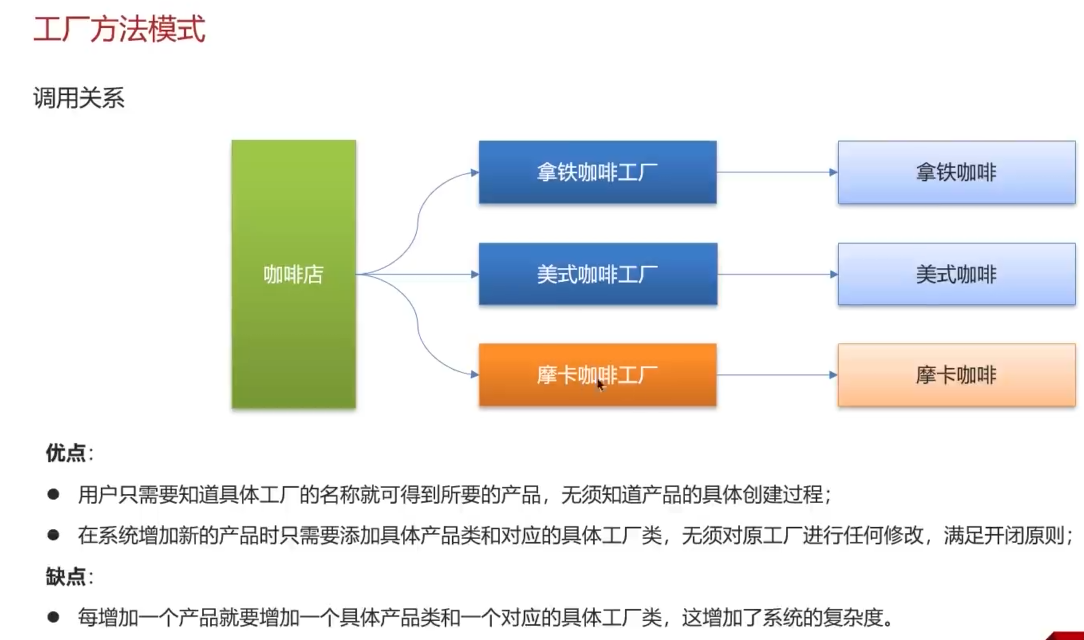 工厂方法模式
调用关系
咖啡店
拿铁咖啡工厂
拿铁咖啡
美式咖啡工厂
美式咖啡
摩卡咖啡工厂
摩卡咖啡
优点：
● 用户只需要知道具体工厂的名称就可得到所要的产品，无须知道产品的具体创建过程；
● 在系统增加新的产品时只需要添加具体产品类和对应的具体工厂类，无须对原工厂进行任何修改，满足开闭原则；
缺点：
● 每增加一个产品就要增加一个具体产品类和一个对应的具体工厂类，这增加了系统的复杂度。